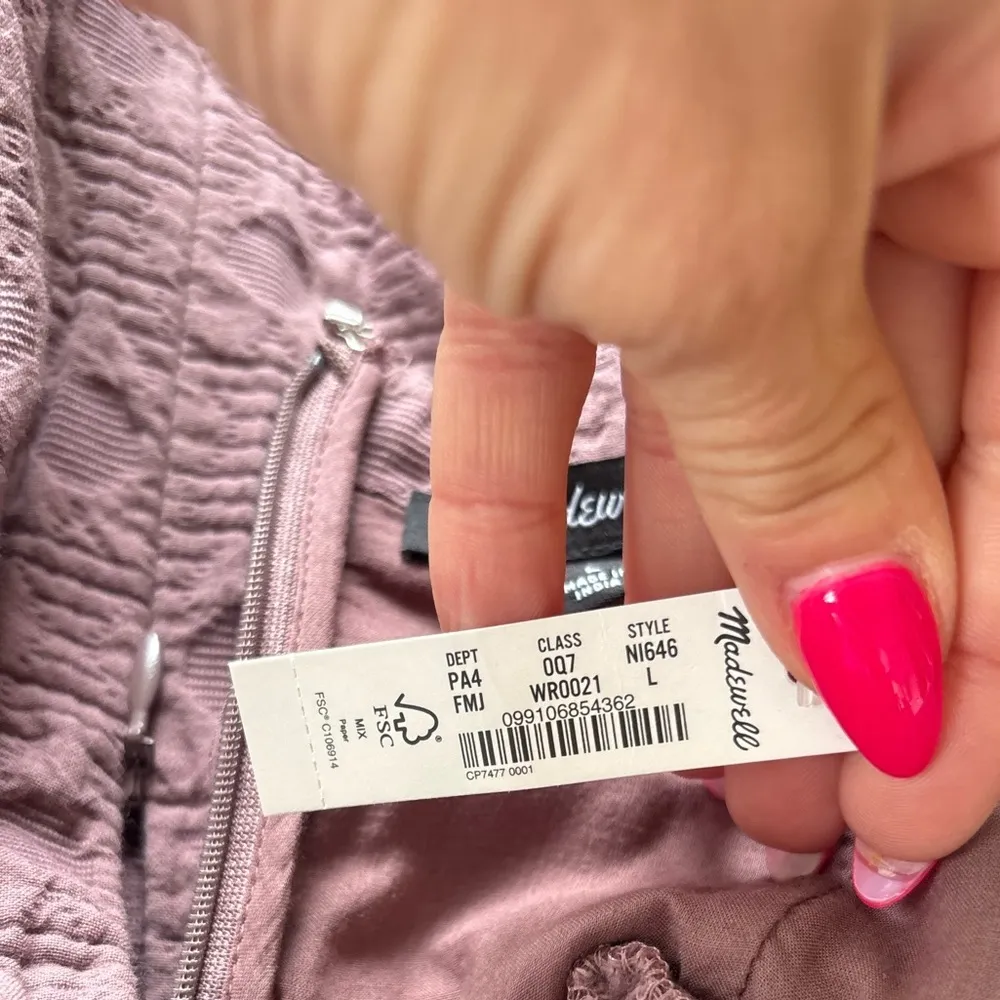 DEPT CLASS STYLE
PA4 0Q7 NI646
FMJ WR0021 L
099106854362
CP7477 0001
Madewell
FSC®
MIX
Paper
FSC® C106914
L
MADE IN